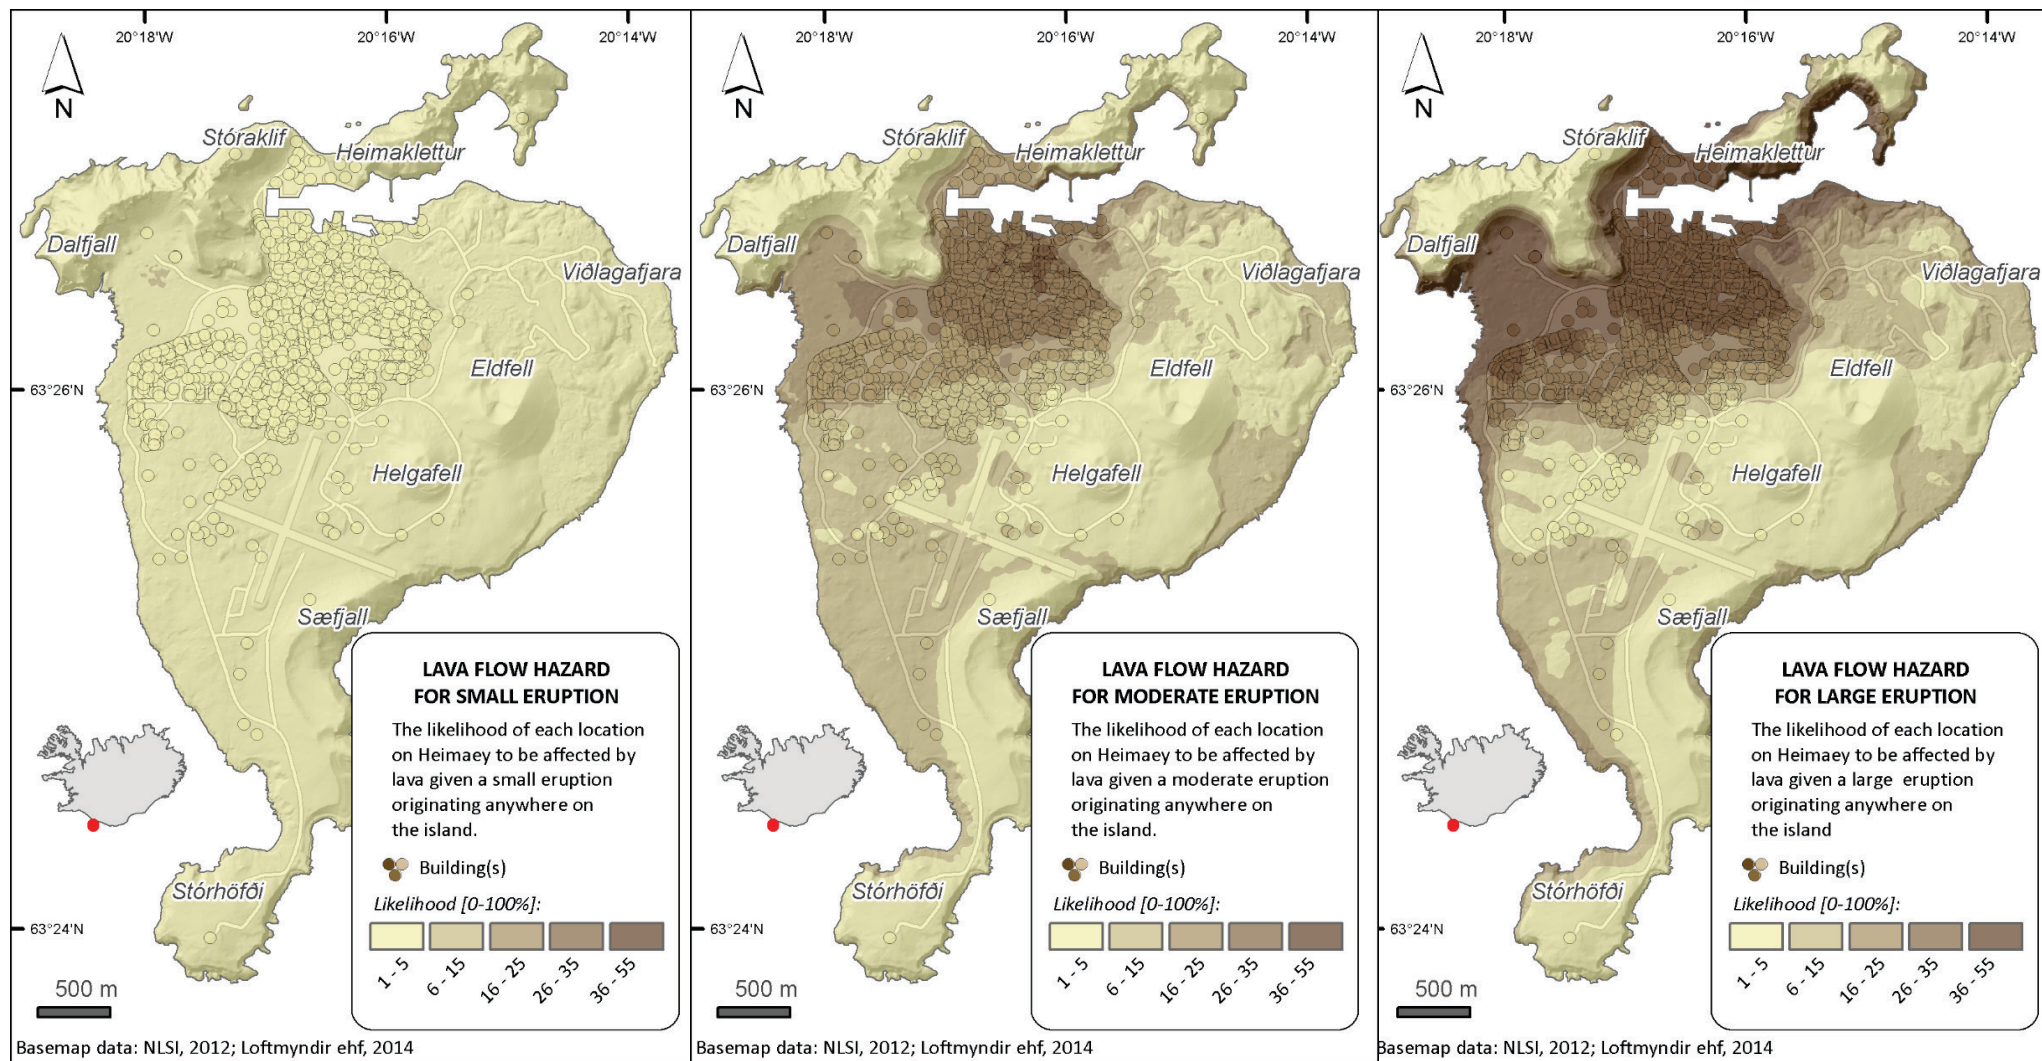 20°18'W 20°16'W 20°14'W
N
Stóraklif
Heimaklettur
Dalfjall
Viðlagafjara
Eldfell
63°26'N
Helgafell
Sæfjall
LAVA FLOW HAZARD
FOR SMALL ERUPTION
The likelihood of each location
on Heimaey to be affected by
lava given a small eruption
originating anywhere on
the island.
Building(s)
Stórhöfði
Likelihood [0-100%]:
63°24'N
1 - 5 6 - 15 16 - 25 26 - 35 36 - 55
500 m
Basemap data: NLSI, 2012; Loftmyndir ehf, 2014
20°18'W 20°16'W 20°14'W
N
Stóraklif
Heimaklettur
Dalfjall
Viðlagafjara
Eldfell
63°26'N
Helgafell
Sæfjall
LAVA FLOW HAZARD
FOR MODERATE ERUPTION
The likelihood of each location
on Heimaey to be affected by
lava given a moderate eruption
originating anywhere on
the island.
Building(s)
Stórhöfði
Likelihood [0-100%]:
63°24'N
1 - 5 6 - 15 16 - 25 26 - 35 36 - 55
500 m
Basemap data: NLSI, 2012; Loftmyndir ehf, 2014
20°18'W 20°16'W 20°14'W
N
Stóraklif
Heimaklettur
Dalfjall
Viðlagafjara
Eldfell
63°26'N
Helgafell
Sæfjall
LAVA FLOW HAZARD
FOR LARGE ERUPTION
The likelihood of each location
on Heimaey to be affected by
lava given a large eruption
originating anywhere on
the island
Building(s)
Stórhöfði
Likelihood [0-100%]:
63°24'N
1 - 5 6 - 15 16 - 25 26 - 35 36 - 55
500 m
Basemap data: NLSI, 2012; Loftmyndir ehf, 2014